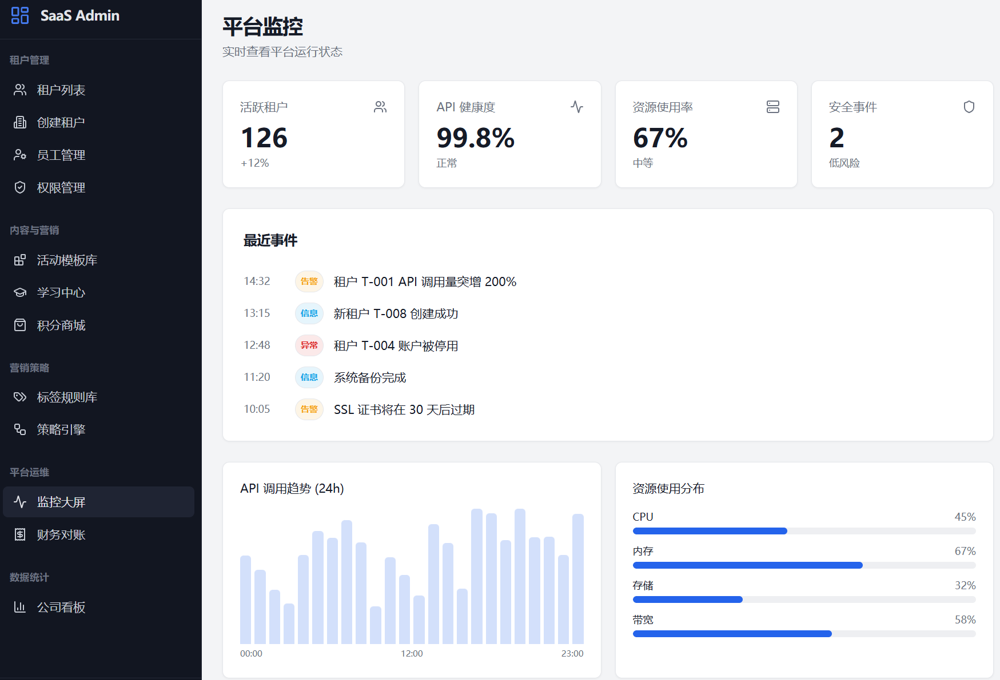 SaaS Admin
租户管理
租户列表
创建租户
员工管理
权限管理
内容与营销
活动模板库
学习中心
积分商城
营销策略
标签规则库
策略引擎
平台运维
监控大屏
财务对账
数据统计
公司看板
平台监控
实时查看平台运行状态
活跃租户
126
+12%
API 健康度
99.8%
正常
资源使用率
67%
中等
安全事件
2
低风险
最近事件
14:32 告警 租户 T-001 API 调用量突增 200%
13:15 信息 新租户 T-008 创建成功
12:48 异常 租户 T-004 账户被停用
11:20 信息 系统备份完成
10:05 告警 SSL 证书将在 30 天后过期
API 调用趋势 (24h)
00:00 12:00 23:00
资源使用分布
CPU 45%
内存 67%
存储 32%
带宽 58%